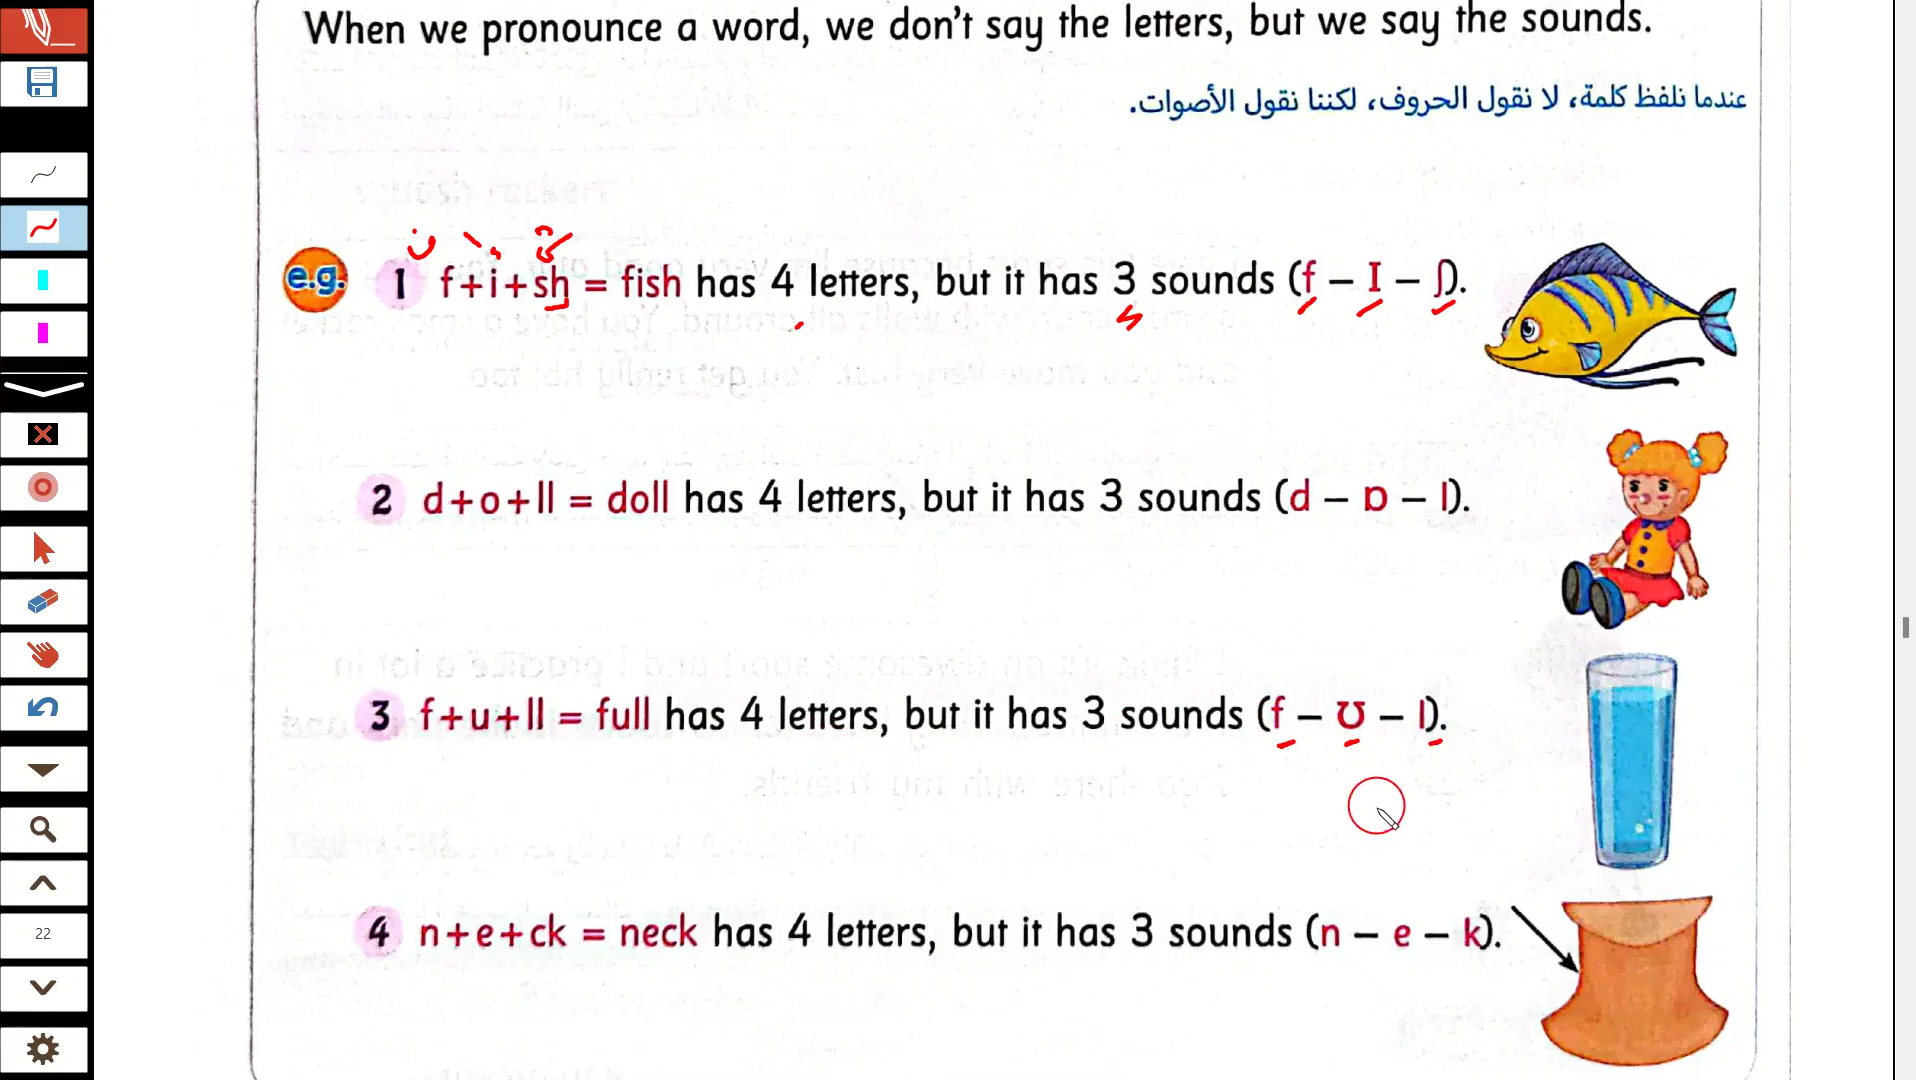 When we pronounce a word, we don't say the letters, but we say the sounds.
عندما نلفظ كلمة، لا نقول الحروف، لكننا نقول الأصوات.
e.g. 1 f+i+sh = fish has 4 letters, but it has 3 sounds (f – I – ʃ).
2 d+o+ll = doll has 4 letters, but it has 3 sounds (d – ɒ – l).
3 f+u+ll = full has 4 letters, but it has 3 sounds (f – ʊ – l).
4 n+e+ck = neck has 4 letters, but it has 3 sounds (n – e – k).
22